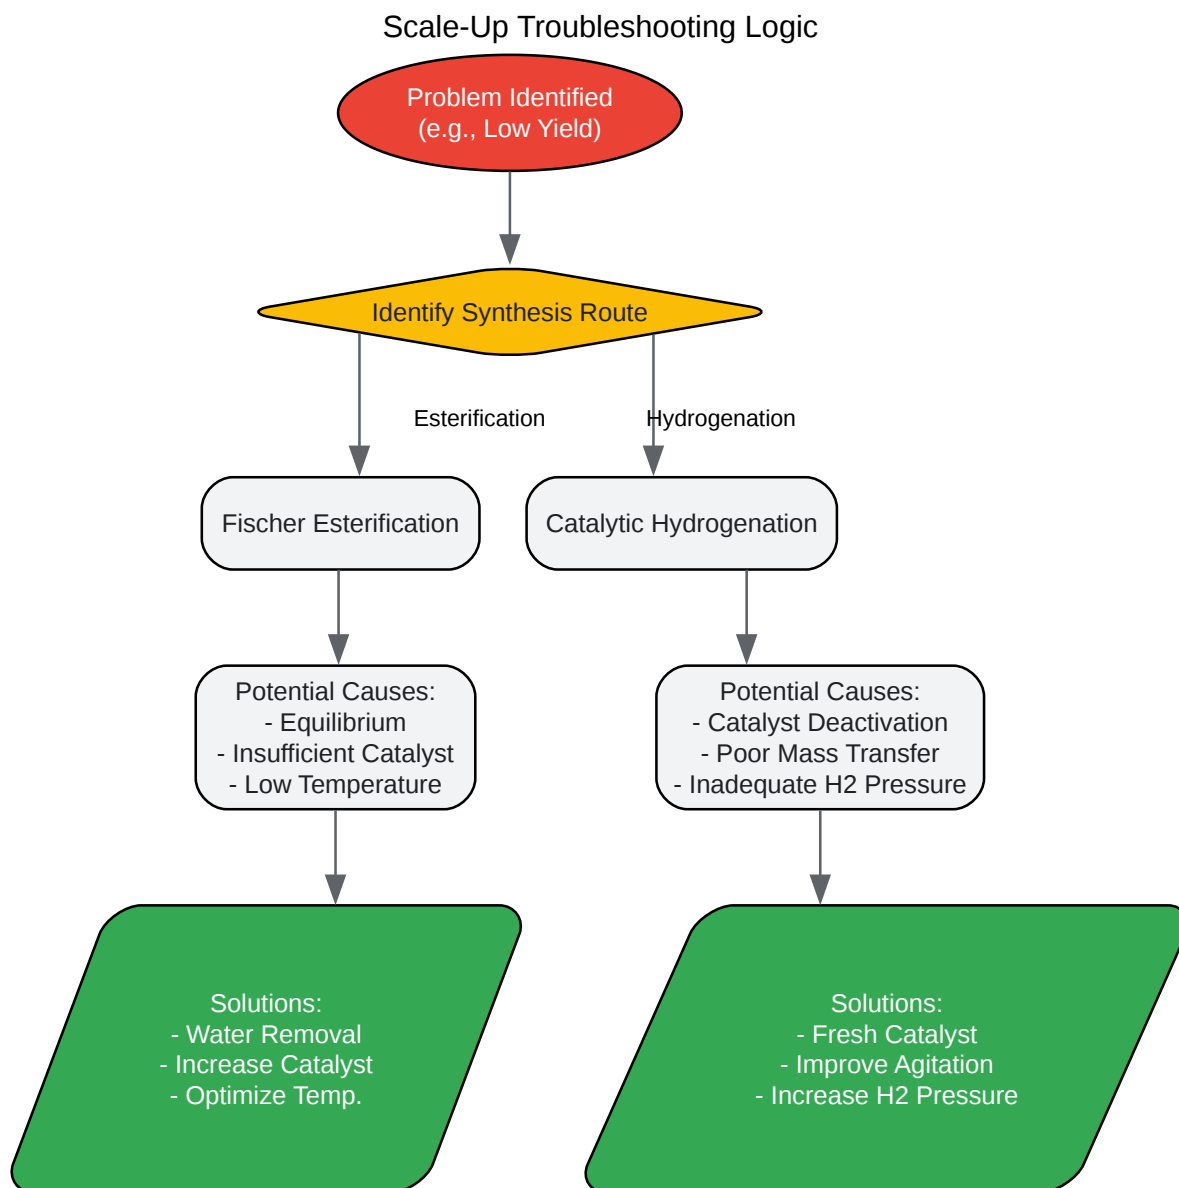 Scale-Up Troubleshooting Logic
Problem Identified
(e.g., Low Yield)
Identify Synthesis Route
Esterification
Hydrogenation
Fischer Esterification
Catalytic Hydrogenation
Potential Causes:
- Equilibrium
- Insufficient Catalyst
- Low Temperature
Potential Causes:
- Catalyst Deactivation
- Poor Mass Transfer
- Inadequate H2 Pressure
Solutions:
- Water Removal
- Increase Catalyst
- Optimize Temp.
Solutions:
- Fresh Catalyst
- Improve Agitation
- Increase H2 Pressure